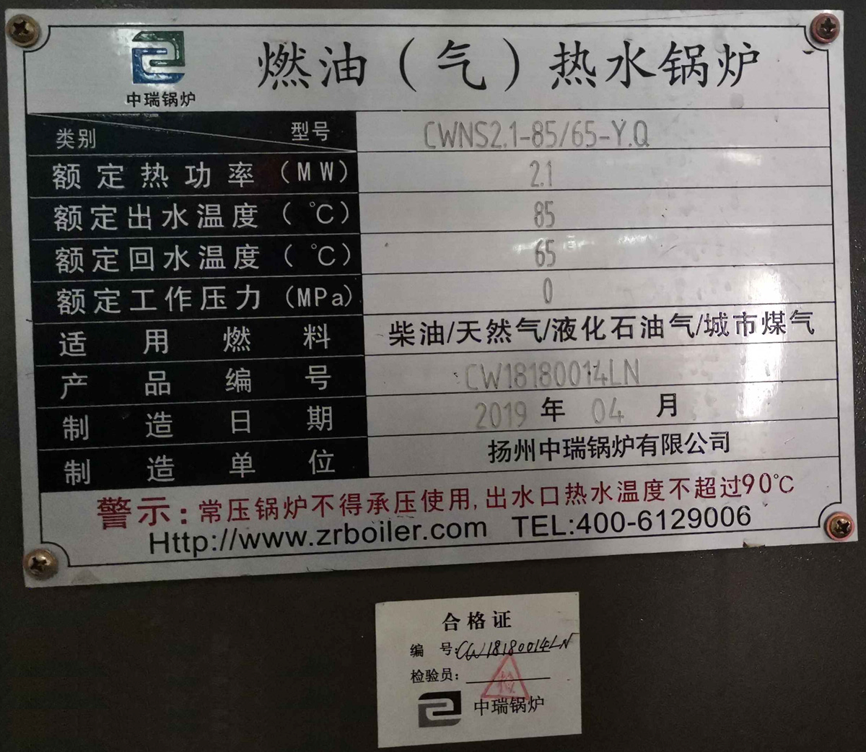 燃油（气）热水锅炉
中瑞锅炉
类别 型号 CWNS2.1-85/65-Y.Q
额定热功率（MW） 2.1
额定出水温度（℃） 85
额定回水温度（℃） 65
额定工作压力（MPa） 0
适用燃料 柴油/天然气/液化石油气/城市煤气
产品编号 CW18180014LN
制造日期 2019 年 04 月
制造单位 扬州中瑞锅炉有限公司
警示：常压锅炉不得承压使用,出水口热水温度不超过90℃
Http://www.zrboiler.com TEL:400-6129006
合格证
编 号:CW18180014LN
检验员:
检
中瑞锅炉